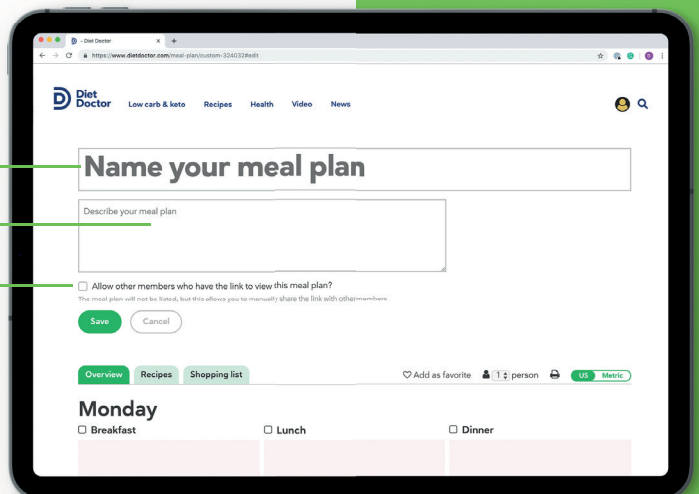 - Diet Doctor
https://www.dietdoctor.com/meal-plan/custom-324032#edit
Diet Doctor
Low carb & keto Recipes Health Video News
Name your meal plan
Describe your meal plan
Allow other members who have the link to view this meal plan?
The meal plan will not be listed, but this allows you to manually share the link with other members
Save Cancel
Overview Recipes Shopping list Add as favorite 1 person US Metric
Monday
Breakfast Lunch Dinner